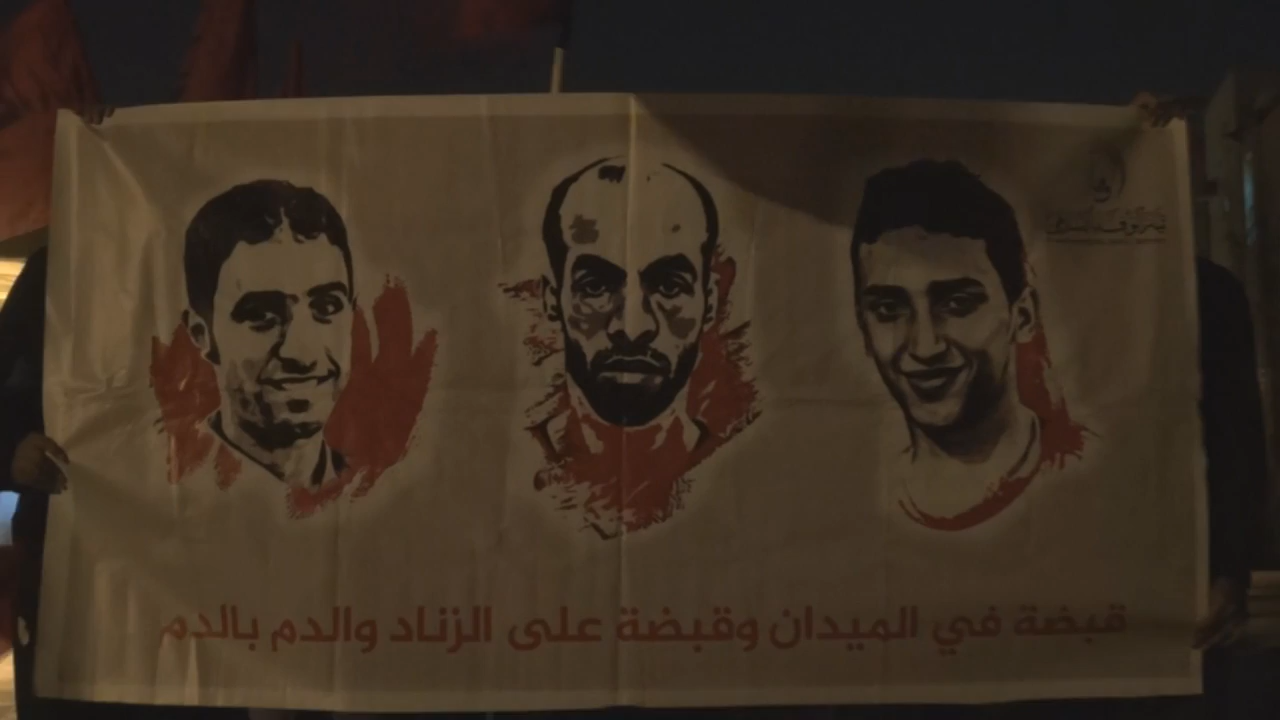 قبضة في الميدان وقبضة على الزناد والدم بالدم